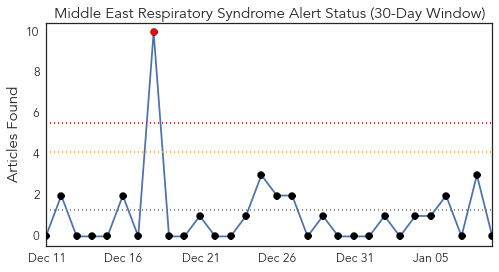 Middle East Respiratory Syndrome Alert Status (30-Day Window)
Articles Found
10
8
6
4
2
0
Dec 11 Dec 16 Dec 21 Dec 26 Dec 31 Jan 05